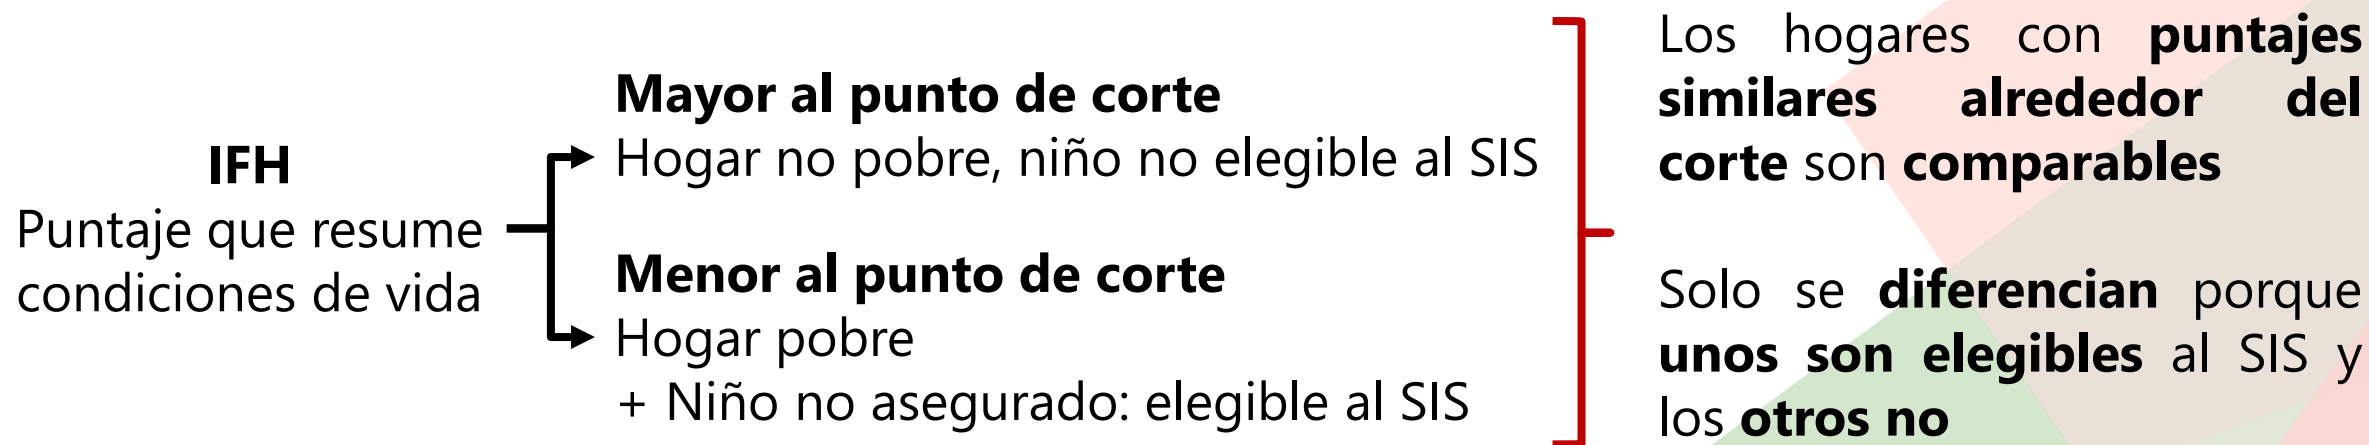 IFH
Puntaje que resume
condiciones de vida
Mayor al punto de corte
Hogar no pobre, niño no elegible al SIS
Menor al punto de corte
Hogar pobre
+ Niño no asegurado: elegible al SIS
Los hogares con puntajes
similares alrededor del
corte son comparables
Solo se diferencian porque
unos son elegibles al SIS y
los otros no